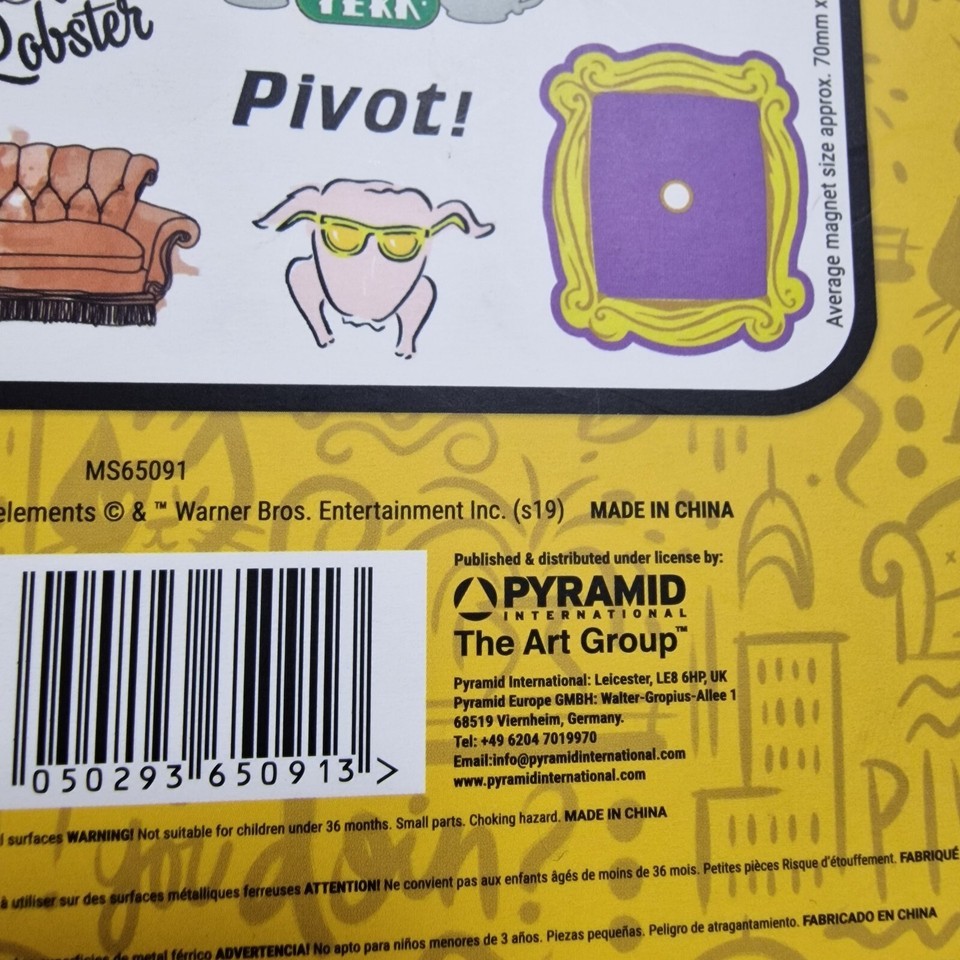 Lobster
PERK
Pivot!
Average magnet size approx. 70mm x
MS65091
elements © & ™ Warner Bros. Entertainment Inc. (s19) MADE IN CHINA
Published & distributed under license by:
PYRAMID
INTERNATIONAL
The Art Group™
Pyramid International: Leicester, LE8 6HP, UK
Pyramid Europe GMBH: Walter-Gropius-Allee 1
68519 Viernheim, Germany.
Tel: +49 6204 7019970
Email:info@pyramidinternational.com
www.pyramidinternational.com
050293 650913 >
surfaces WARNING! Not suitable for children under 36 months. Small parts. Choking hazard. MADE IN CHINA
à utiliser sur des surfaces métalliques ferreuses ATTENTION! Ne convient pas aux enfants âgés de moins de 36 mois. Petites pièces Risque d'étouffement. FABRIQUÉ
metal férrico ADVERTENCIA! No apto para niños menores de 3 años. Piezas pequeñas. Peligro de atragantamiento. FABRICADO EN CHINA
you doin?